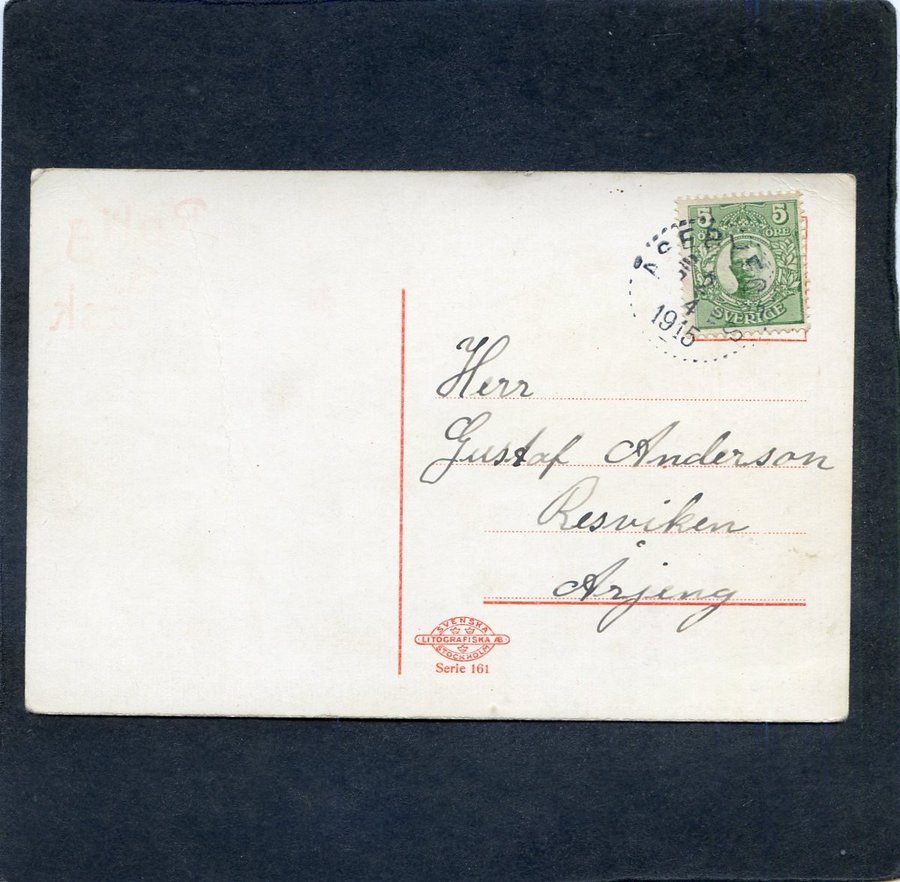 5 5
ÖRE
SVERIGE
1915
Herr
Gustaf Anderson
Resviken
Årjeng
SVENSKA
LITOGRAFISKA AB
STOCKHOLM
Serie 161